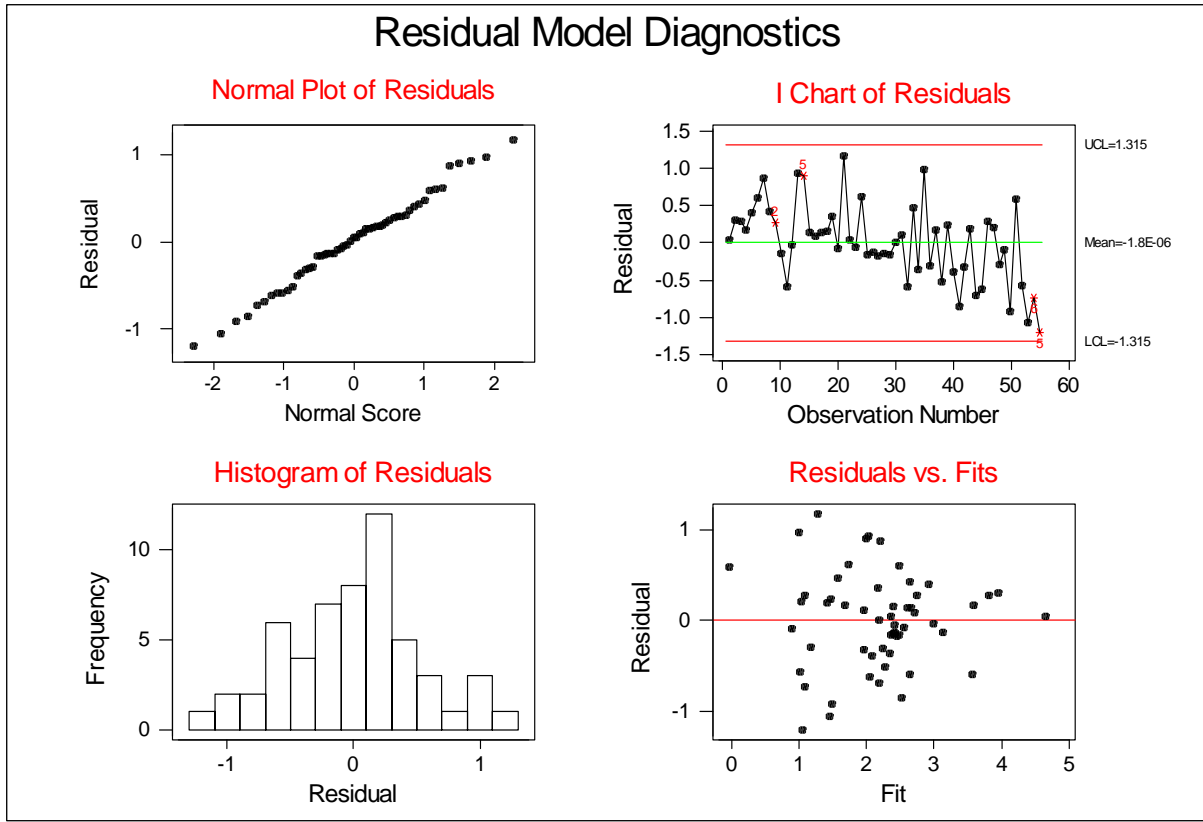 Residual Model Diagnostics
Normal Plot of Residuals
1
0
-1
Residual
-2
-1
0
1
2
Normal Score
I Chart of Residuals
1.5
1.0
0.5
0.0
-0.5
-1.0
-1.5
Residual
2
5
6
5
UCL=1.315
Mean=-1.8E-06
LCL=-1.315
0
10
20
30
40
50
60
Observation Number
Histogram of Residuals
10
5
0
Frequency
-1
0
1
Residual
Residuals vs. Fits
1
0
-1
Residual
0
1
2
3
4
5
Fit